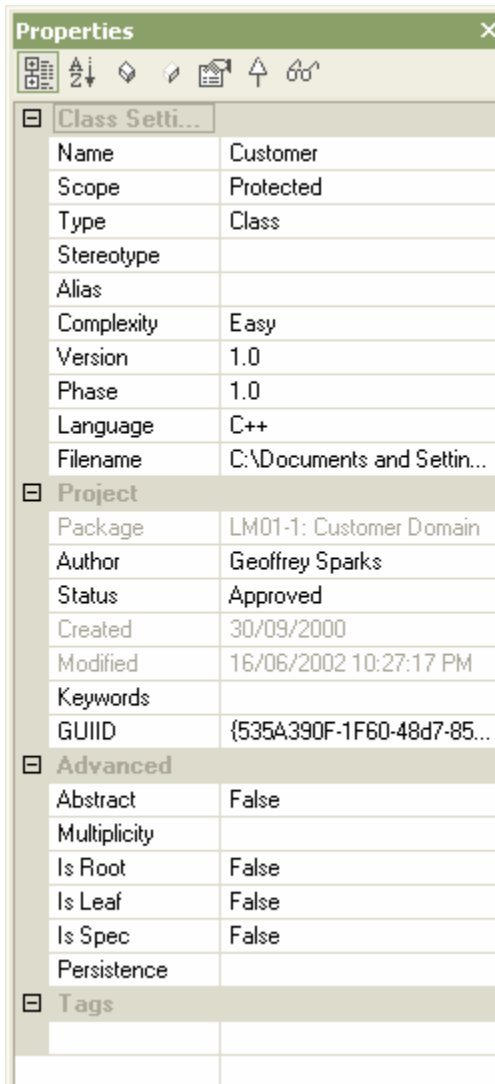 Properties
Class Setti...
Name Customer
Scope Protected
Type Class
Stereotype
Alias
Complexity Easy
Version 1.0
Phase 1.0
Language C++
Filename C:\Documents and Settin...
Project
Package LM01-1: Customer Domain
Author Geoffrey Sparks
Status Approved
Created 30/09/2000
Modified 16/06/2002 10:27:17 PM
Keywords
GUIID {535A390F-1F60-48d7-85...
Advanced
Abstract False
Multiplicity
Is Root False
Is Leaf False
Is Spec False
Persistence
Tags